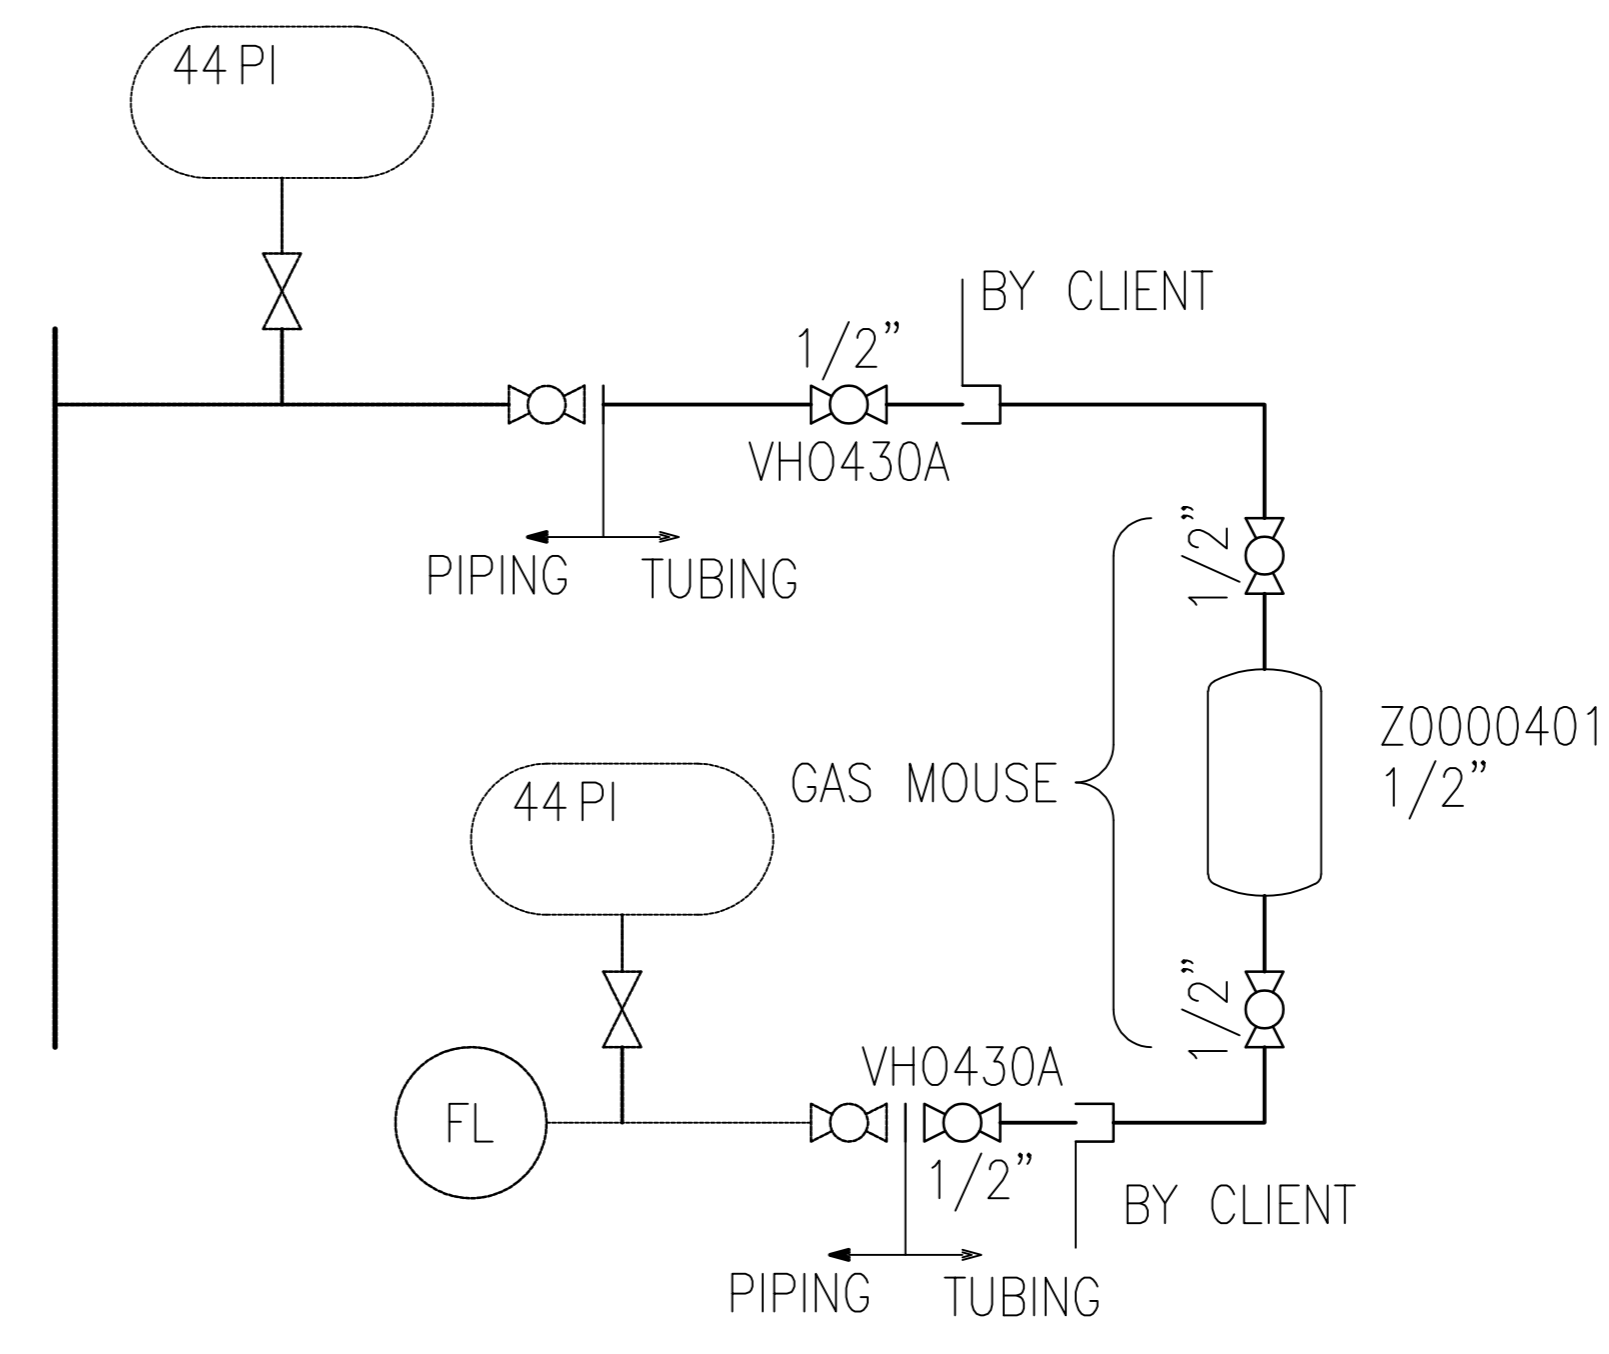 44 PI
BY CLIENT
1/2"
VH0430A
PIPING
TUBING
1/2"
Z0000401
1/2"
GAS MOUSE
44 PI
1/2"
VH0430A
FL
1/2"
BY CLIENT
PIPING
TUBING